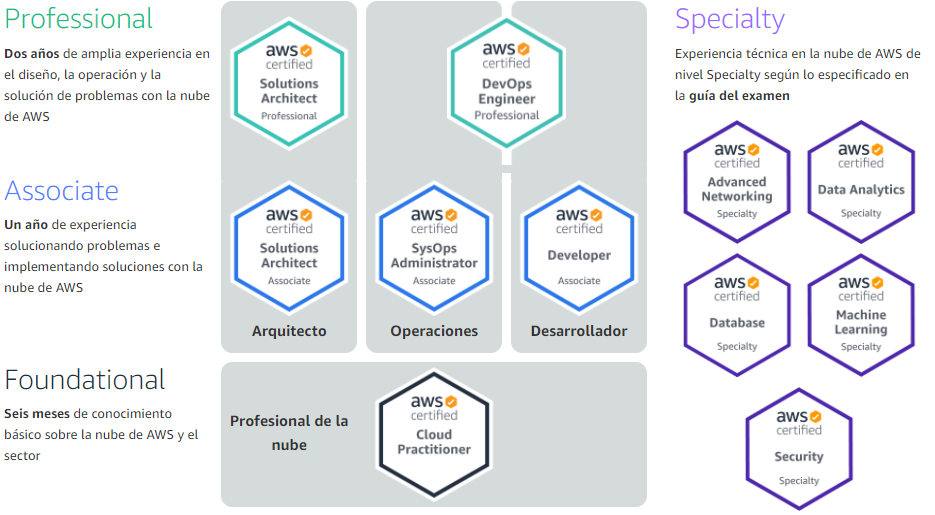 Professional
Dos años de amplia experiencia en
el diseño, la operación y la
solución de problemas con la nube
de AWS
aws
certified
Solutions
Architect
Professional
aws
certified
DevOps
Engineer
Professional
Associate
Un año de experiencia
solucionando problemas e
implementando soluciones con la
nube de AWS
aws
certified
Solutions
Architect
Associate
Arquitecto
aws
certified
SysOps
Administrator
Associate
Operaciones
aws
certified
Developer
Associate
Desarrollador
Foundational
Seis meses de conocimiento
básico sobre la nube de AWS y el
sector
Profesional de la
nube
aws
certified
Cloud
Practitioner
Specialty
Experiencia técnica en la nube de AWS de
nivel Specialty según lo especificado en
la guía del examen
aws
certified
Advanced
Networking
Specialty
aws
certified
Data Analytics
Specialty
aws
certified
Database
Specialty
aws
certified
Machine
Learning
Specialty
aws
certified
Security
Specialty